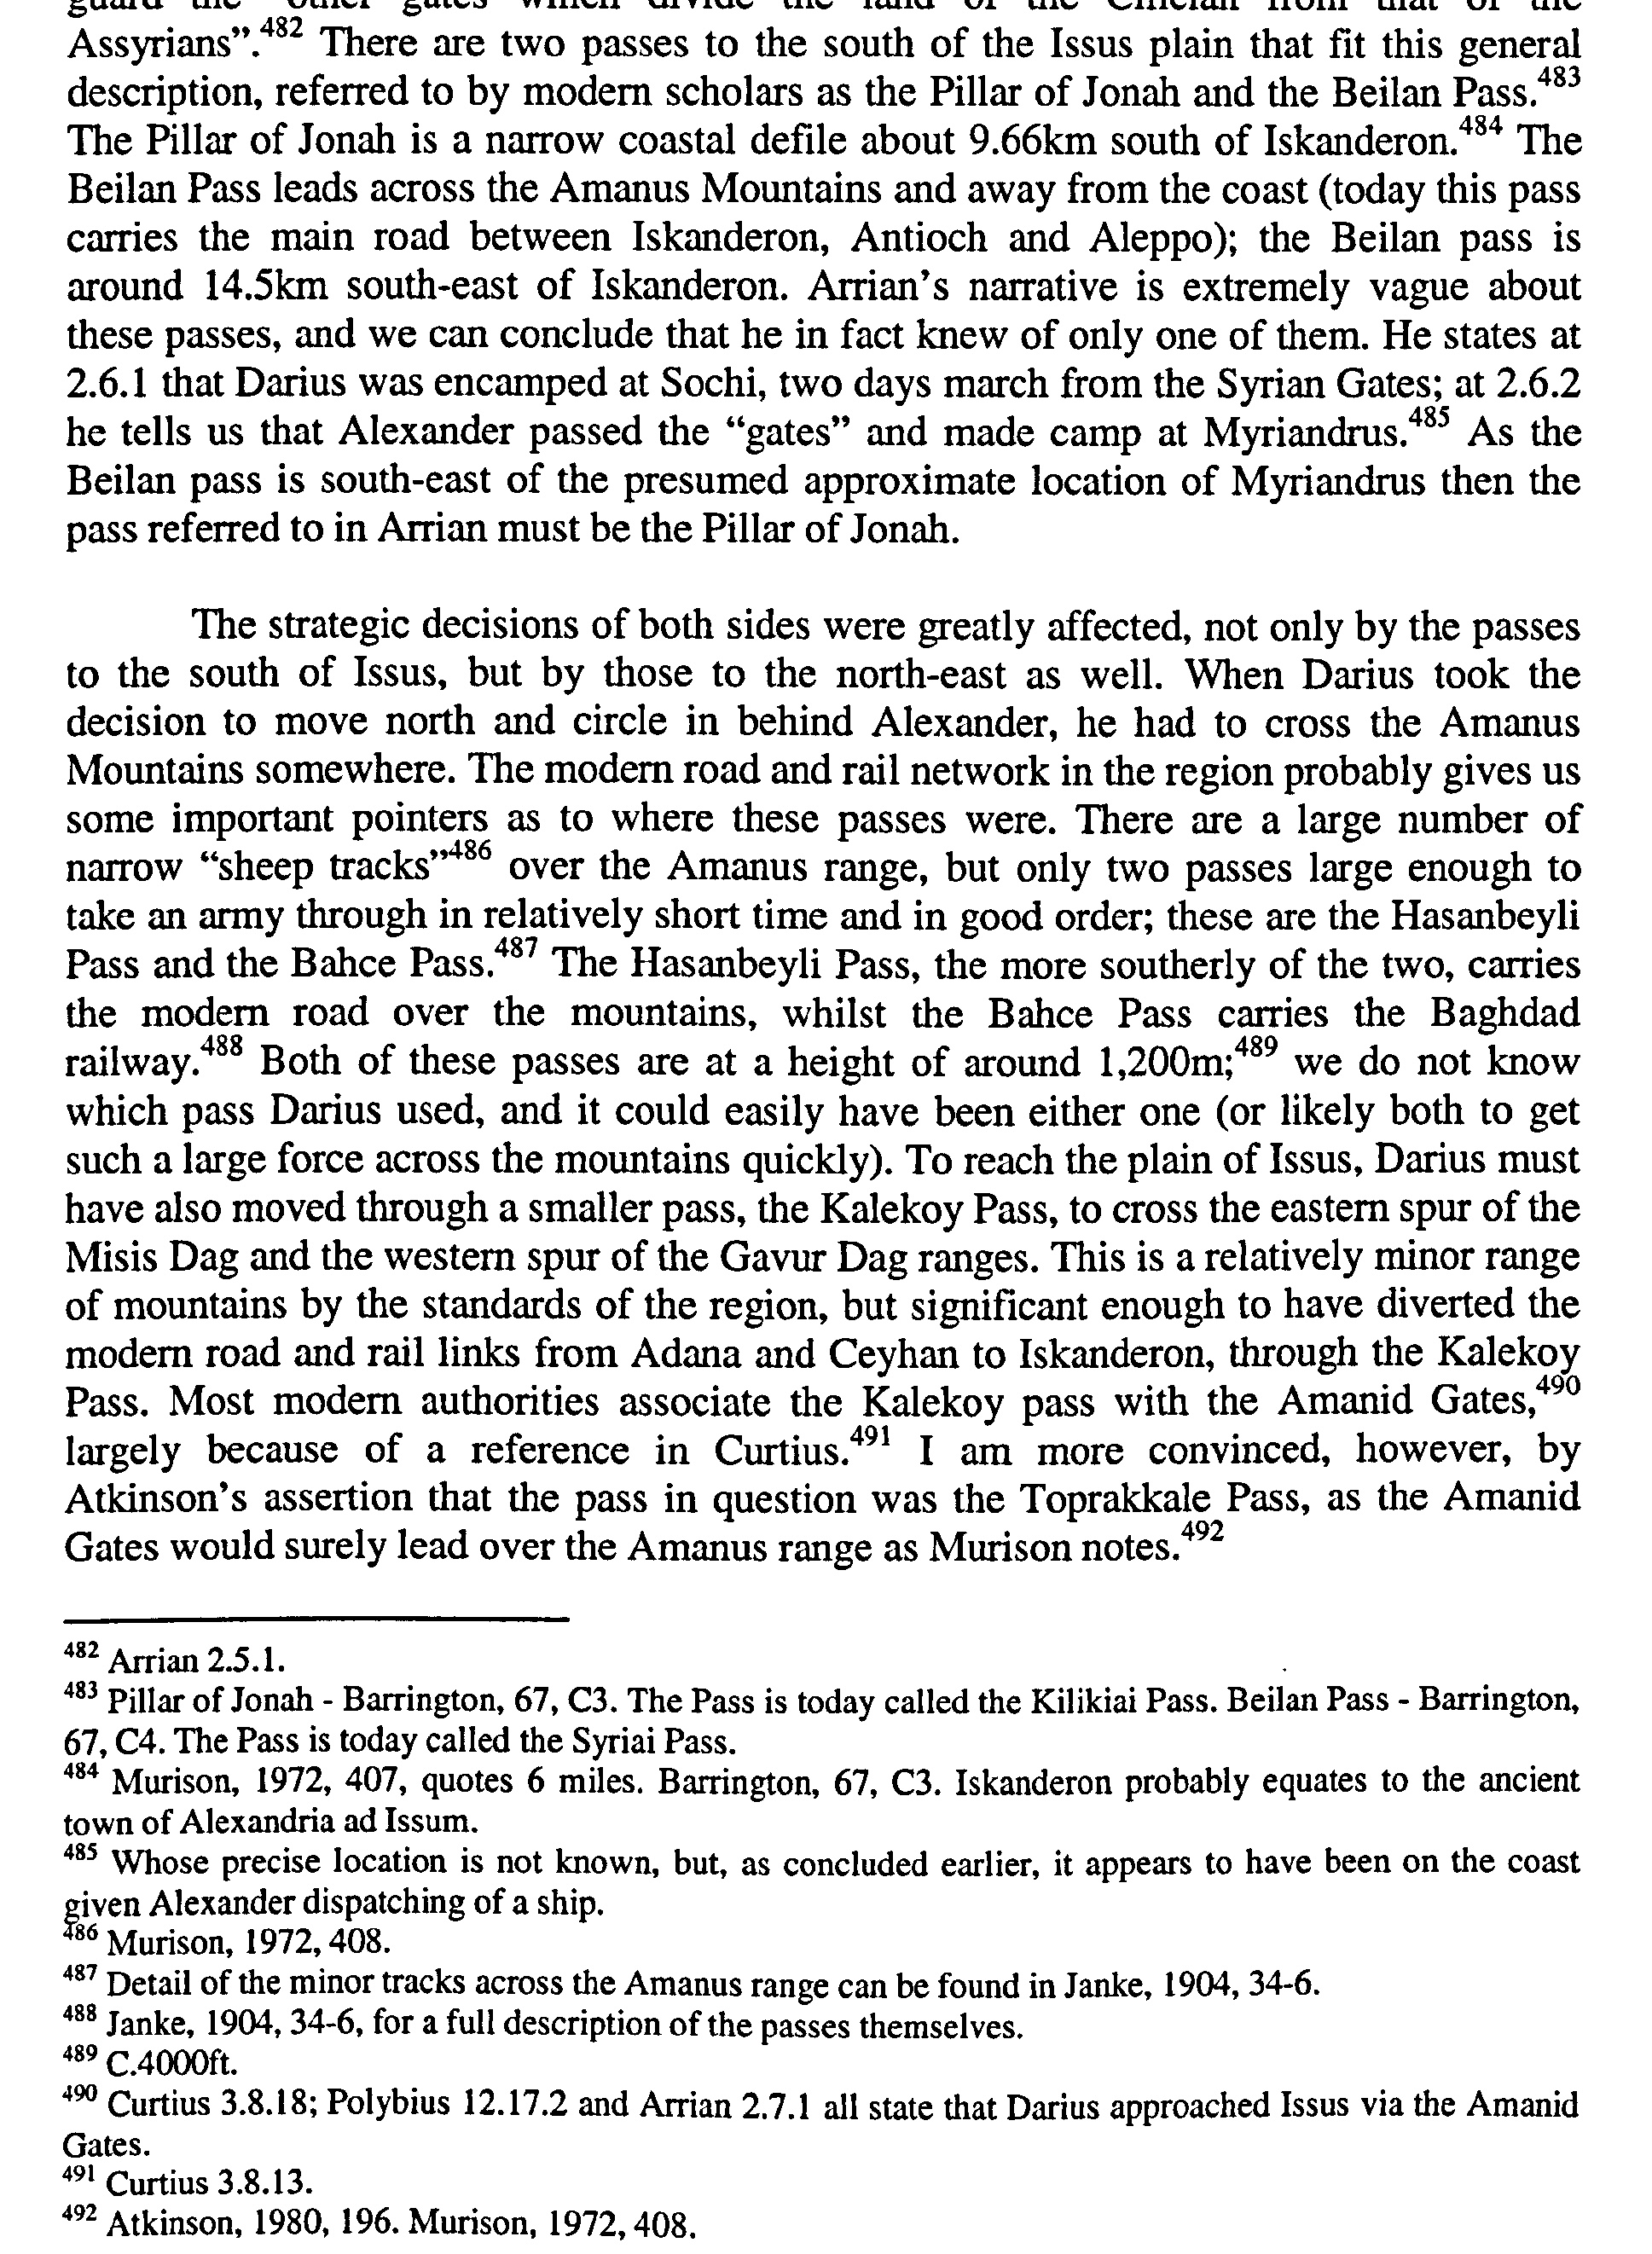 guard the "other gates which divide the land of the Cilician from that of the
Assyrians".482 There are two passes to the south of the Issus plain that fit this general
description, referred to by modern scholars as the Pillar of Jonah and the Beilan Pass.483
The Pillar of Jonah is a narrow coastal defile about 9.66km south of Iskanderon.484 The
Beilan Pass leads across the Amanus Mountains and away from the coast (today this pass
carries the main road between Iskanderon, Antioch and Aleppo); the Beilan pass is
around 14.5km south-east of Iskanderon. Arrian's narrative is extremely vague about
these passes, and we can conclude that he in fact knew of only one of them. He states at
2.6.1 that Darius was encamped at Sochi, two days march from the Syrian Gates; at 2.6.2
he tells us that Alexander passed the "gates" and made camp at Myriandrus.485 As the
Beilan pass is south-east of the presumed approximate location of Myriandrus then the
pass referred to in Arrian must be the Pillar of Jonah.
The strategic decisions of both sides were greatly affected, not only by the passes
to the south of Issus, but by those to the north-east as well. When Darius took the
decision to move north and circle in behind Alexander, he had to cross the Amanus
Mountains somewhere. The modern road and rail network in the region probably gives us
some important pointers as to where these passes were. There are a large number of
narrow "sheep tracks"486 over the Amanus range, but only two passes large enough to
take an army through in relatively short time and in good order; these are the Hasanbeyli
Pass and the Bahce Pass.487 The Hasanbeyli Pass, the more southerly of the two, carries
the modern road over the mountains, whilst the Bahce Pass carries the Baghdad
railway.488 Both of these passes are at a height of around 1,200m;489 we do not know
which pass Darius used, and it could easily have been either one (or likely both to get
such a large force across the mountains quickly). To reach the plain of Issus, Darius must
have also moved through a smaller pass, the Kalekoy Pass, to cross the eastern spur of the
Misis Dag and the western spur of the Gavur Dag ranges. This is a relatively minor range
of mountains by the standards of the region, but significant enough to have diverted the
modern road and rail links from Adana and Ceyhan to Iskanderon, through the Kalekoy
Pass. Most modern authorities associate the Kalekoy pass with the Amanid Gates,490
largely because of a reference in Curtius.491 I am more convinced, however, by
Atkinson's assertion that the pass in question was the Toprakkale Pass, as the Amanid
Gates would surely lead over the Amanus range as Murison notes.492
482 Arrian 2.5.1.
483 Pillar of Jonah - Barrington, 67, C3. The Pass is today called the Kilikiai Pass. Beilan Pass - Barrington,
67, C4. The Pass is today called the Syriai Pass.
484 Murison, 1972, 407, quotes 6 miles. Barrington, 67, C3. Iskanderon probably equates to the ancient
town of Alexandria ad Issum.
485 Whose precise location is not known, but, as concluded earlier, it appears to have been on the coast
given Alexander dispatching of a ship.
486 Murison, 1972, 408.
487 Detail of the minor tracks across the Amanus range can be found in Janke, 1904, 34-6.
488 Janke, 1904, 34-6, for a full description of the passes themselves.
489 C.4000ft.
490 Curtius 3.8.18; Polybius 12.17.2 and Arrian 2.7.1 all state that Darius approached Issus via the Amanid
Gates.
491 Curtius 3.8.13.
492 Atkinson, 1980, 196. Murison, 1972, 408.